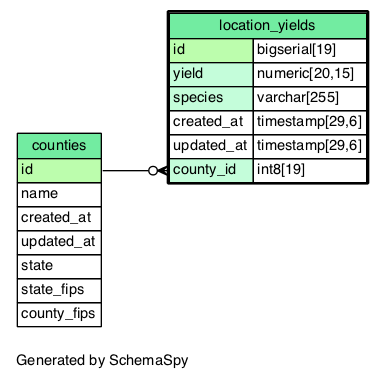 location_yields
id bigserial[19]
yield numeric[20,15]
species varchar[255]
created_at timestamp[29,6]
updated_at timestamp[29,6]
county_id int8[19]
counties
id
name
created_at
updated_at
state
state_fips
county_fips
Generated by SchemaSpy